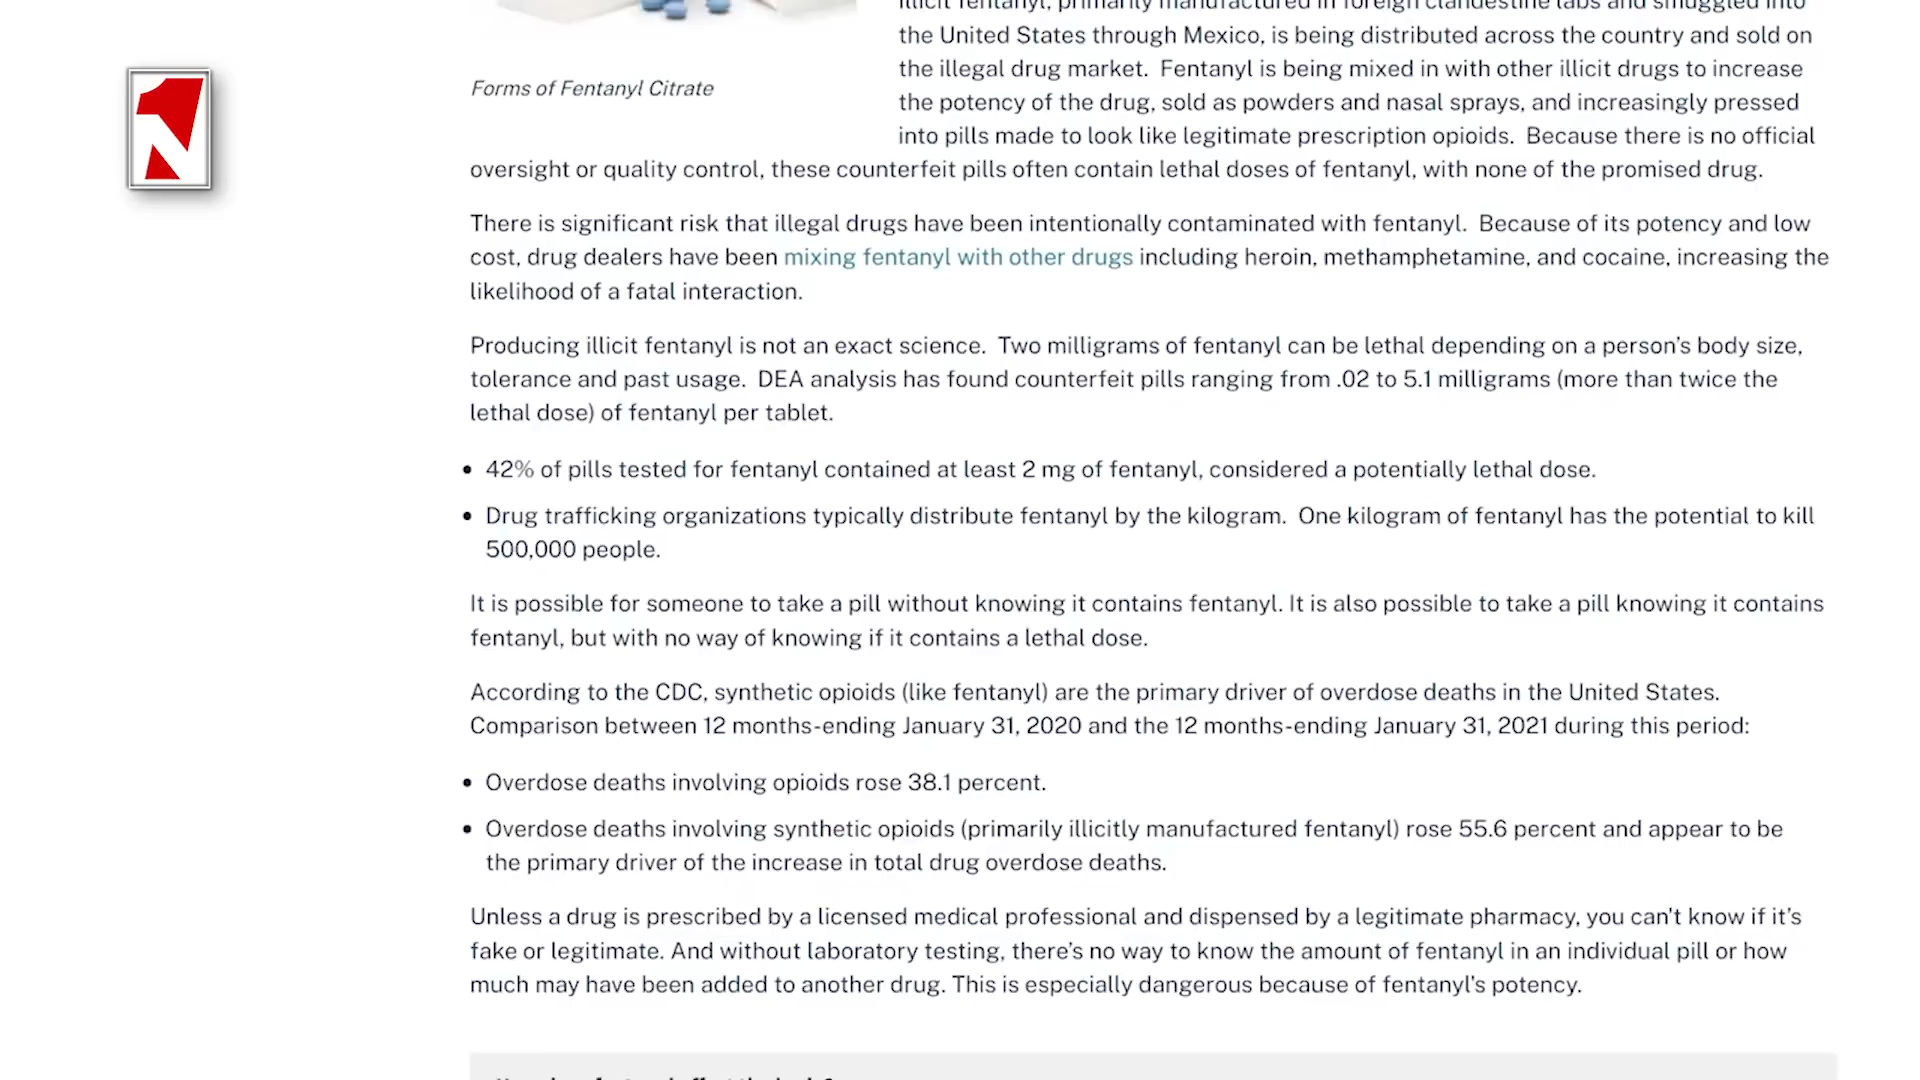 illicit fentanyl, primarily manufactured in foreign clandestine labs and smuggled into
the United States through Mexico, is being distributed across the country and sold on
the illegal drug market.  Fentanyl is being mixed in with other illicit drugs to increase
the potency of the drug, sold as powders and nasal sprays, and increasingly pressed
into pills made to look like legitimate prescription opioids.  Because there is no official
Forms of Fentanyl Citrate
oversight or quality control, these counterfeit pills often contain lethal doses of fentanyl, with none of the promised drug.
There is significant risk that illegal drugs have been intentionally contaminated with fentanyl.  Because of its potency and low
cost, drug dealers have been mixing fentanyl with other drugs including heroin, methamphetamine, and cocaine, increasing the
likelihood of a fatal interaction.
Producing illicit fentanyl is not an exact science.  Two milligrams of fentanyl can be lethal depending on a person's body size,
tolerance and past usage.  DEA analysis has found counterfeit pills ranging from .02 to 5.1 milligrams (more than twice the
lethal dose) of fentanyl per tablet.
• 42% of pills tested for fentanyl contained at least 2 mg of fentanyl, considered a potentially lethal dose.
• Drug trafficking organizations typically distribute fentanyl by the kilogram.  One kilogram of fentanyl has the potential to kill
500,000 people.
It is possible for someone to take a pill without knowing it contains fentanyl. It is also possible to take a pill knowing it contains
fentanyl, but with no way of knowing if it contains a lethal dose.
According to the CDC, synthetic opioids (like fentanyl) are the primary driver of overdose deaths in the United States.
Comparison between 12 months-ending January 31, 2020 and the 12 months-ending January 31, 2021 during this period:
• Overdose deaths involving opioids rose 38.1 percent.
• Overdose deaths involving synthetic opioids (primarily illicitly manufactured fentanyl) rose 55.6 percent and appear to be
the primary driver of the increase in total drug overdose deaths.
Unless a drug is prescribed by a licensed medical professional and dispensed by a legitimate pharmacy, you can't know if it's
fake or legitimate. And without laboratory testing, there's no way to know the amount of fentanyl in an individual pill or how
much may have been added to another drug. This is especially dangerous because of fentanyl's potency.